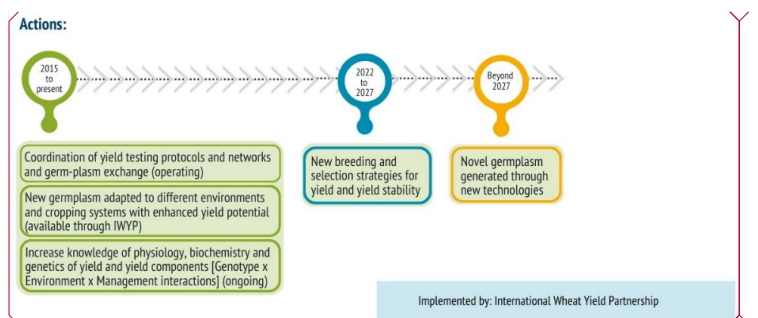 Actions:
2015
to
present
2022
to
2027
Beyond
2027
Coordination of yield testing protocols and networks
and germ-plasm exchange (operating)
New germplasm adapted to different environments
and cropping systems with enhanced yield potential
(available through IWYP)
Increase knowledge of physiology, biochemistry and
genetics of yield and yield components [Genotype x
Environment x Management interactions] (ongoing)
New breeding and
selection strategies for
yield and yield stability
Novel germplasm
generated through
new technologies
Implemented by: International Wheat Yield Partnership